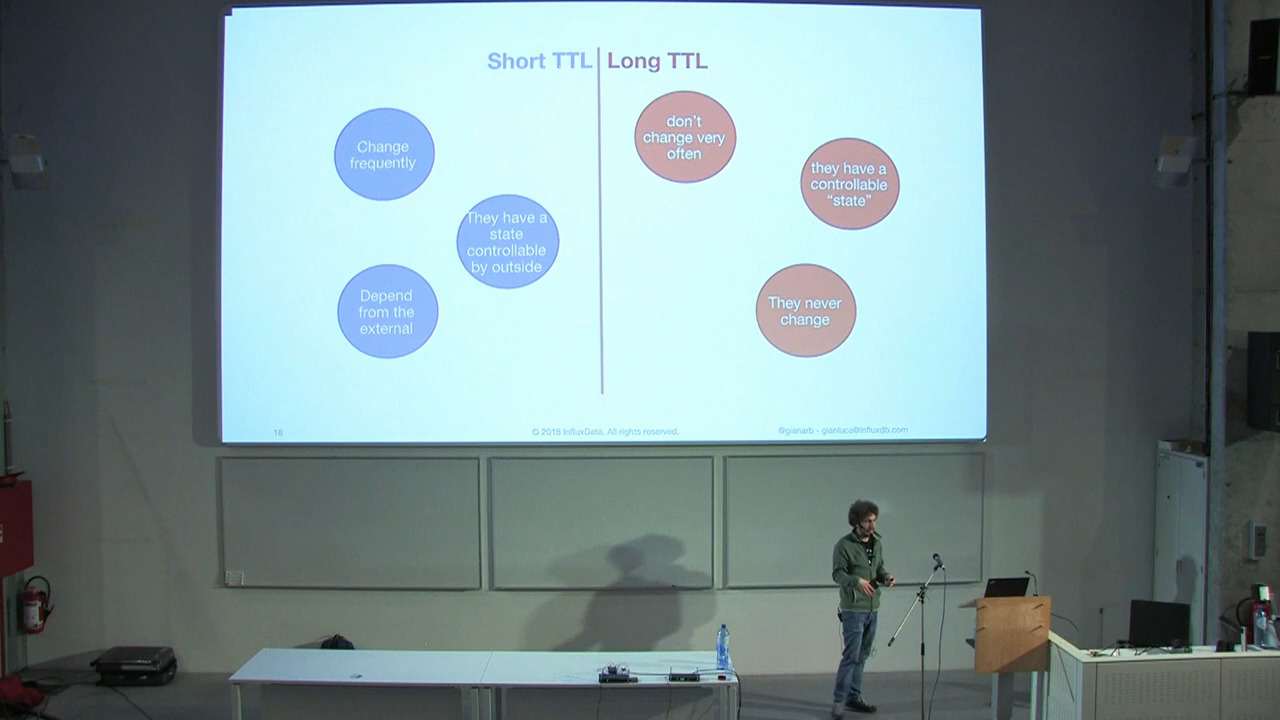 Short TTL
Long TTL
Change
frequently
They have a
state
controllable
by outside
Depend
from the
external
don't
change very
often
they have a
controllable
“state”
They never
change
16
© 2018 InfluxData. All rights reserved.
@gianarb - gianluca@influxdb.com